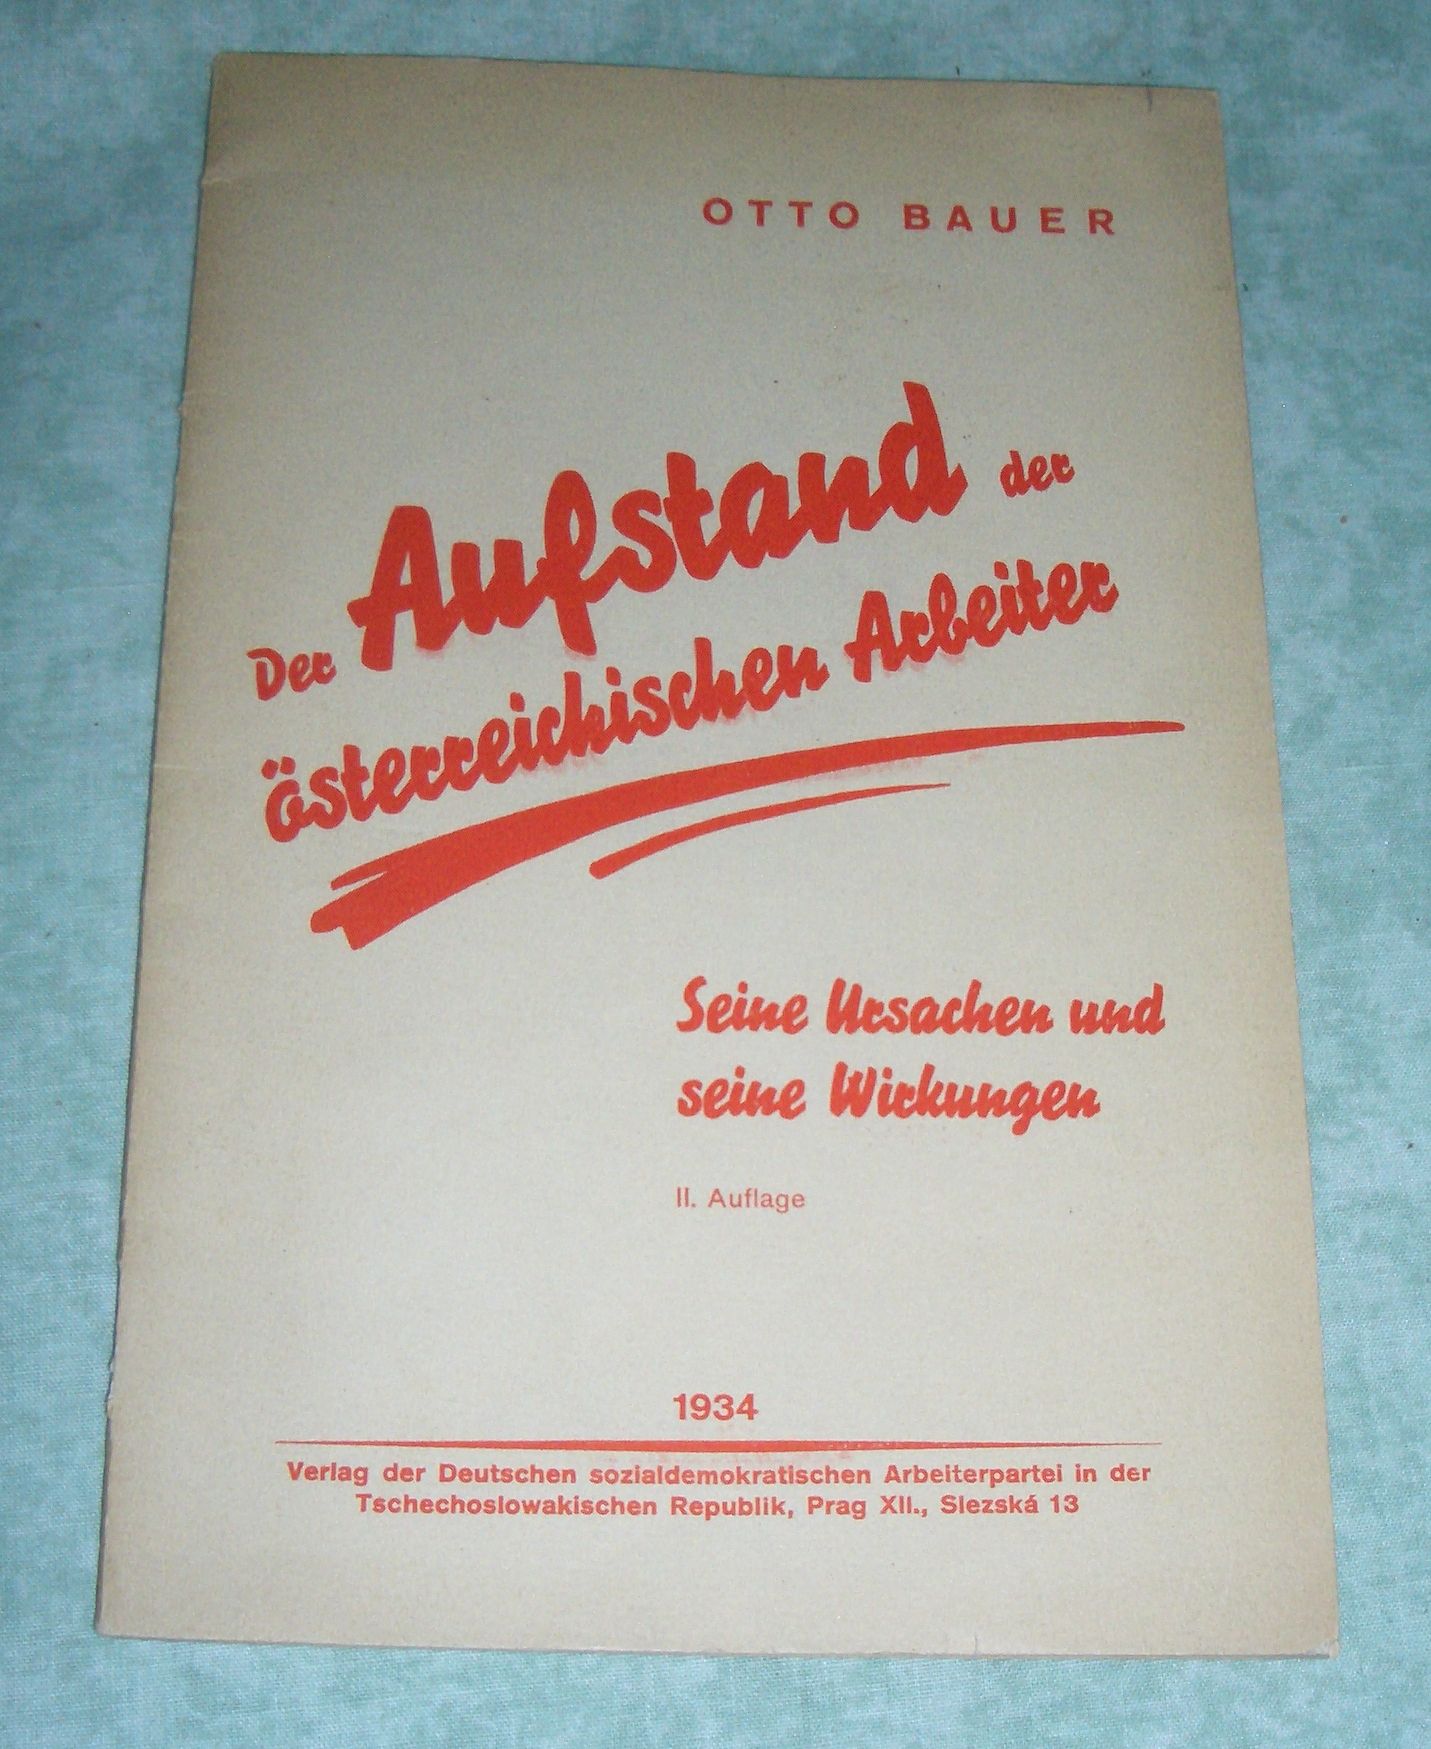 OTTO BAUER
Der Aufstand der
österreichischen Arbeiter
Seine Ursachen und
seine Wirkungen
II. Auflage
1934
Verlag der Deutschen sozialdemokratischen Arbeiterpartei in der
Tschechoslowakischen Republik, Prag XII., Slezská 13